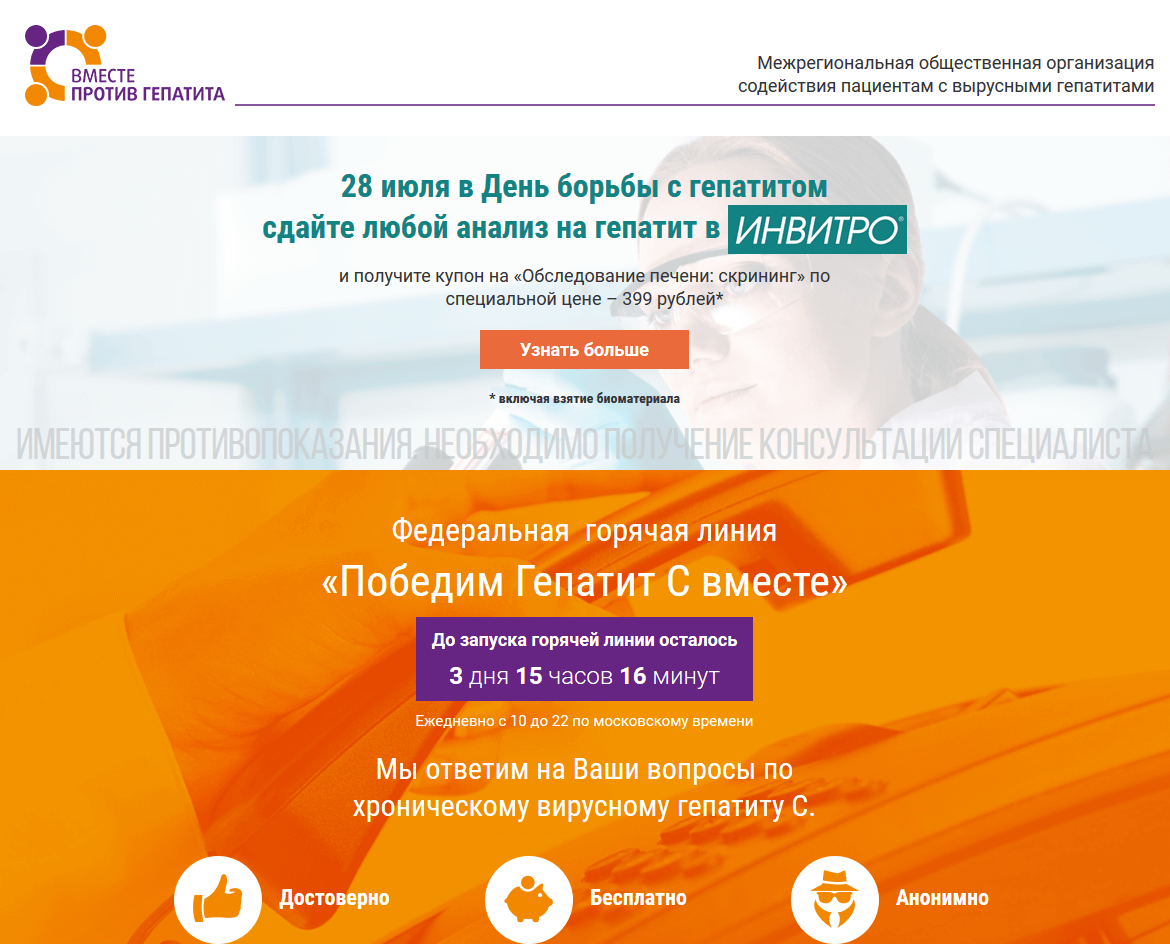 ВМЕСТЕ
ПРОТИВ ГЕПАТИТА
Межрегиональная общественная организация
содействия пациентам с вырусными гепатитами
28 июля в День борьбы с гепатитом
сдайте любой анализ на гепатит в ИНВИТРО®
и получите купон на «Обследование печени: скрининг» по
специальной цене – 399 рублей*
Узнать больше
* включая взятие биоматериала
ИМЕЮТСЯ ПРОТИВОПОКАЗАНИЯ. НЕОБХОДИМО ПОЛУЧЕНИЕ КОНСУЛЬТАЦИИ СПЕЦИАЛИСТА
Федеральная горячая линия
«Победим Гепатит С вместе»
До запуска горячей линии осталось
3 дня 15 часов 16 минут
Ежедневно с 10 до 22 по московскому времени
Мы ответим на Ваши вопросы по
хроническому вирусному гепатиту С.
Достоверно
Бесплатно
Анонимно